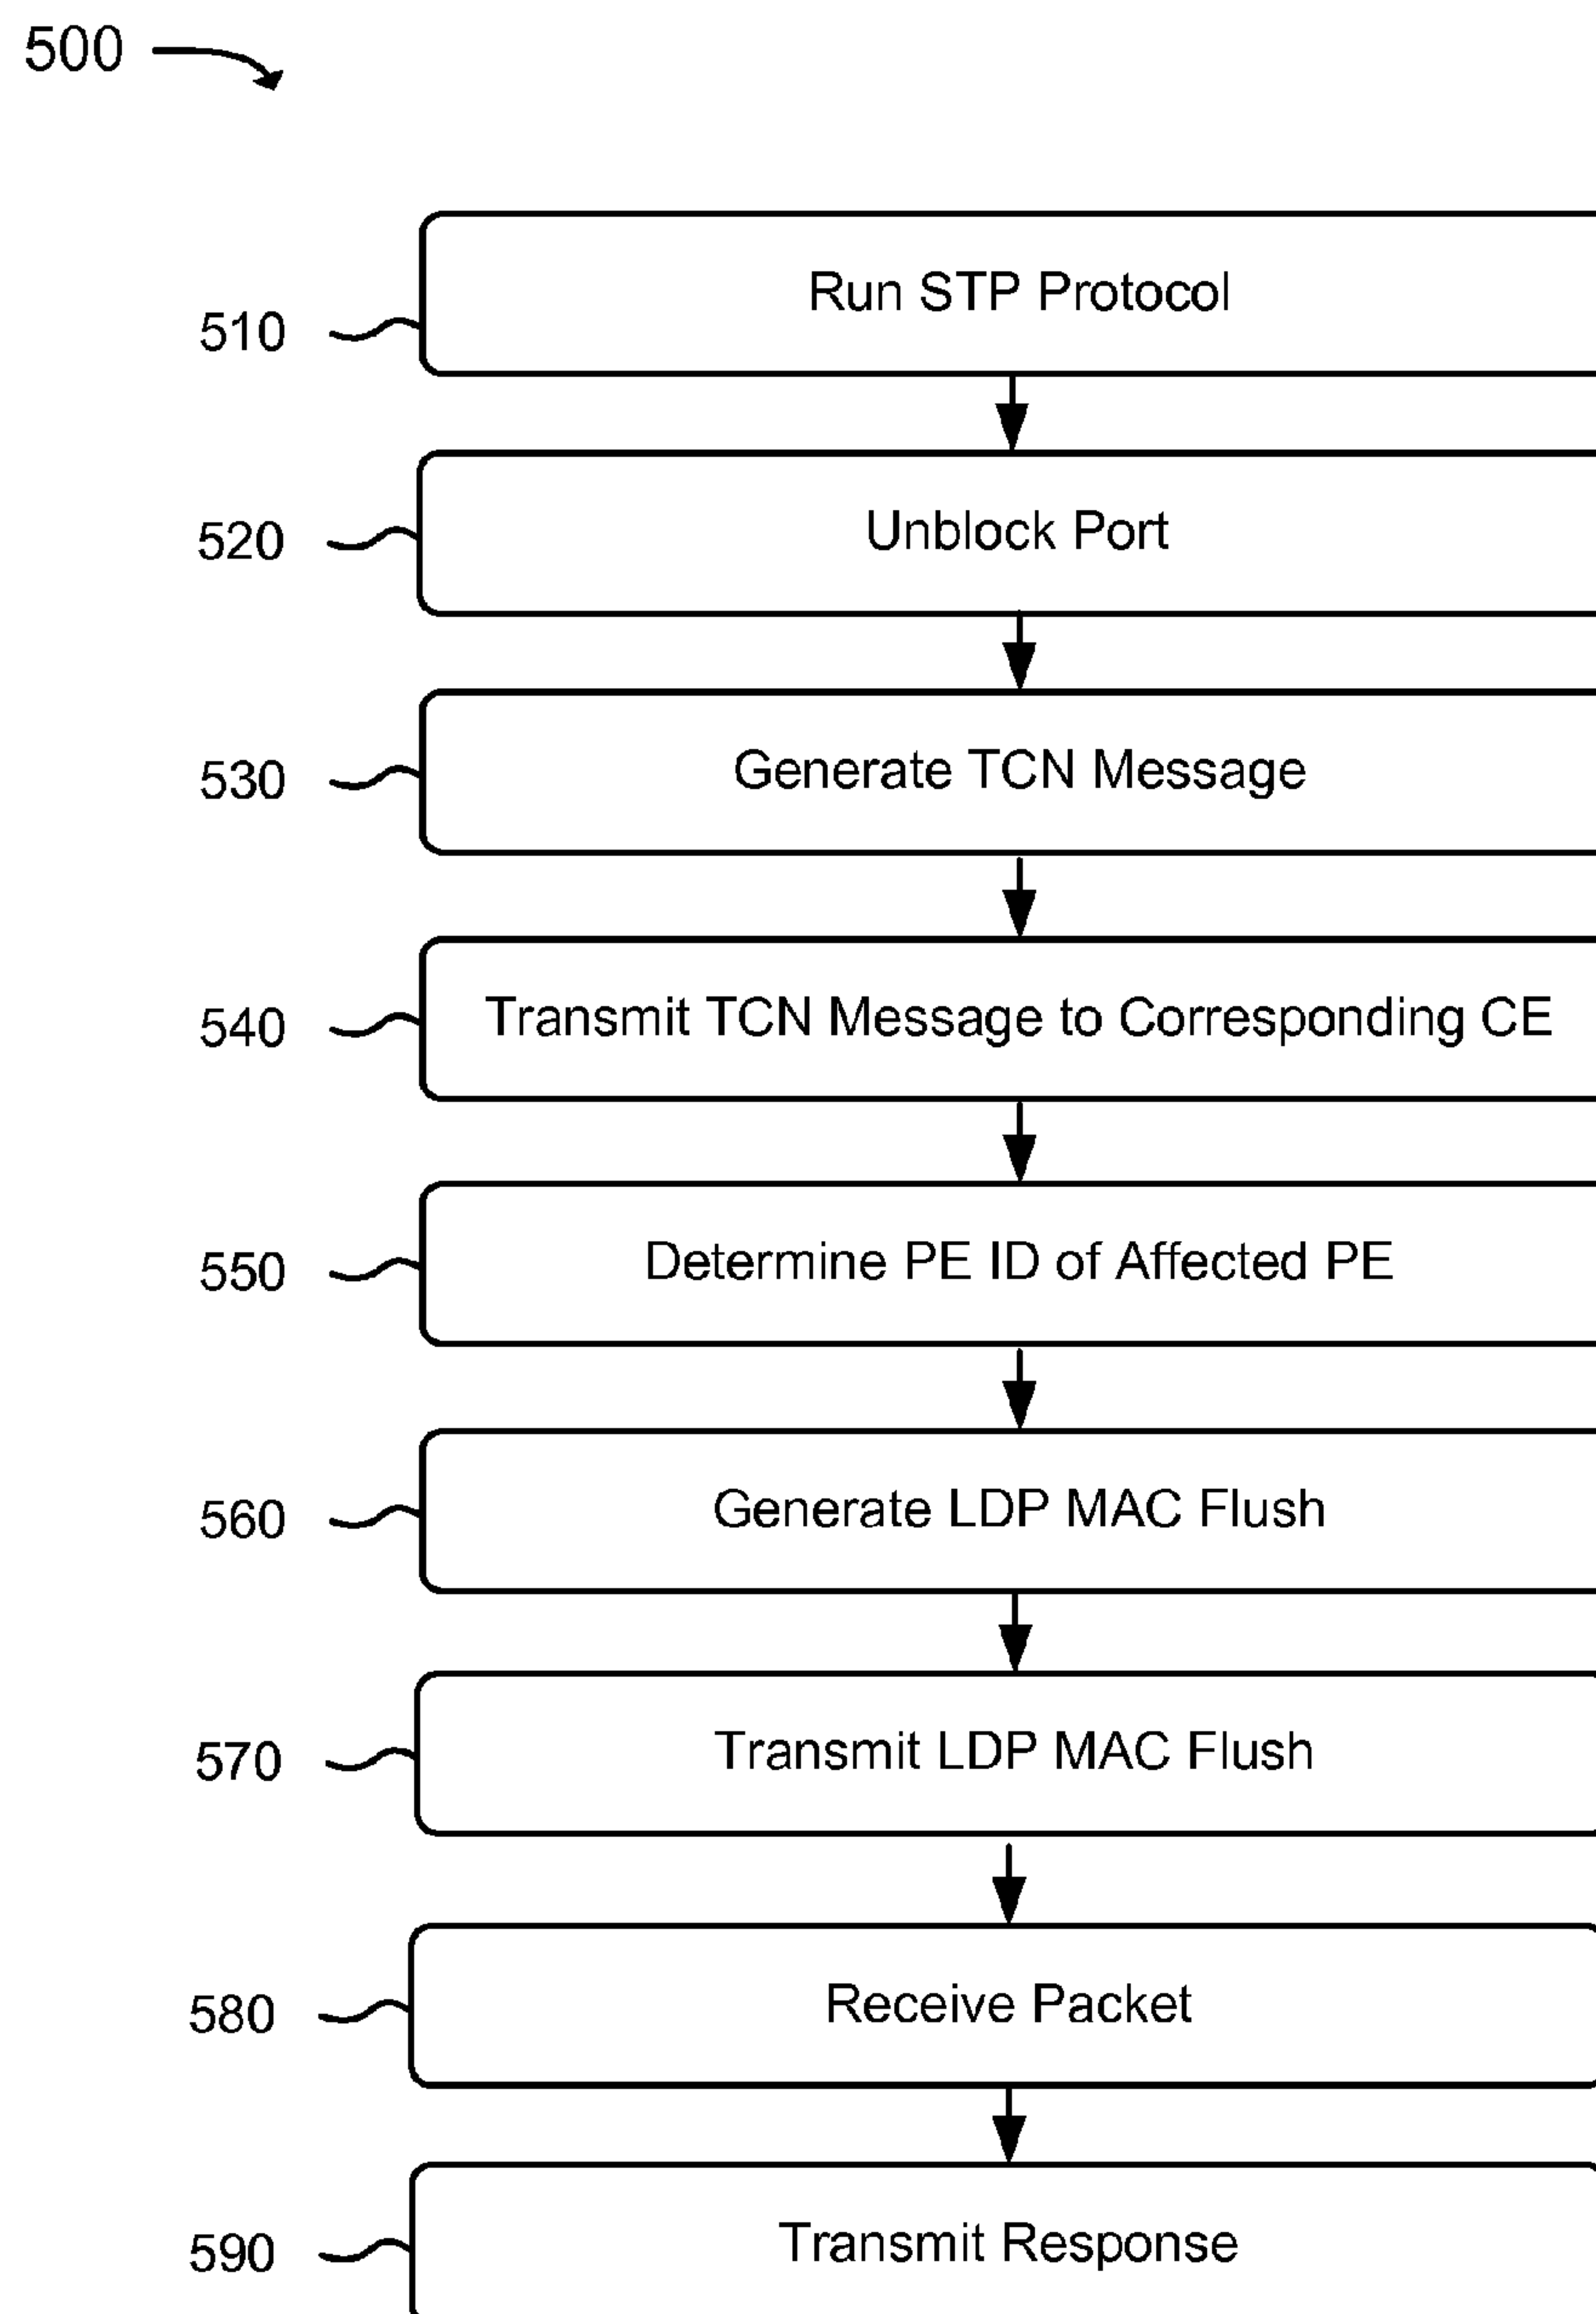 500
Run STP Protocol
510
Unblock Port
520
Generate TCN Message
530
Transmit TCN Message to Corresponding CE
540
Determine PE ID of Affected PE
550
Generate LDP MAC Flush
560
Transmit LDP MAC Flush
570
Receive Packet
580
Transmit Response
590